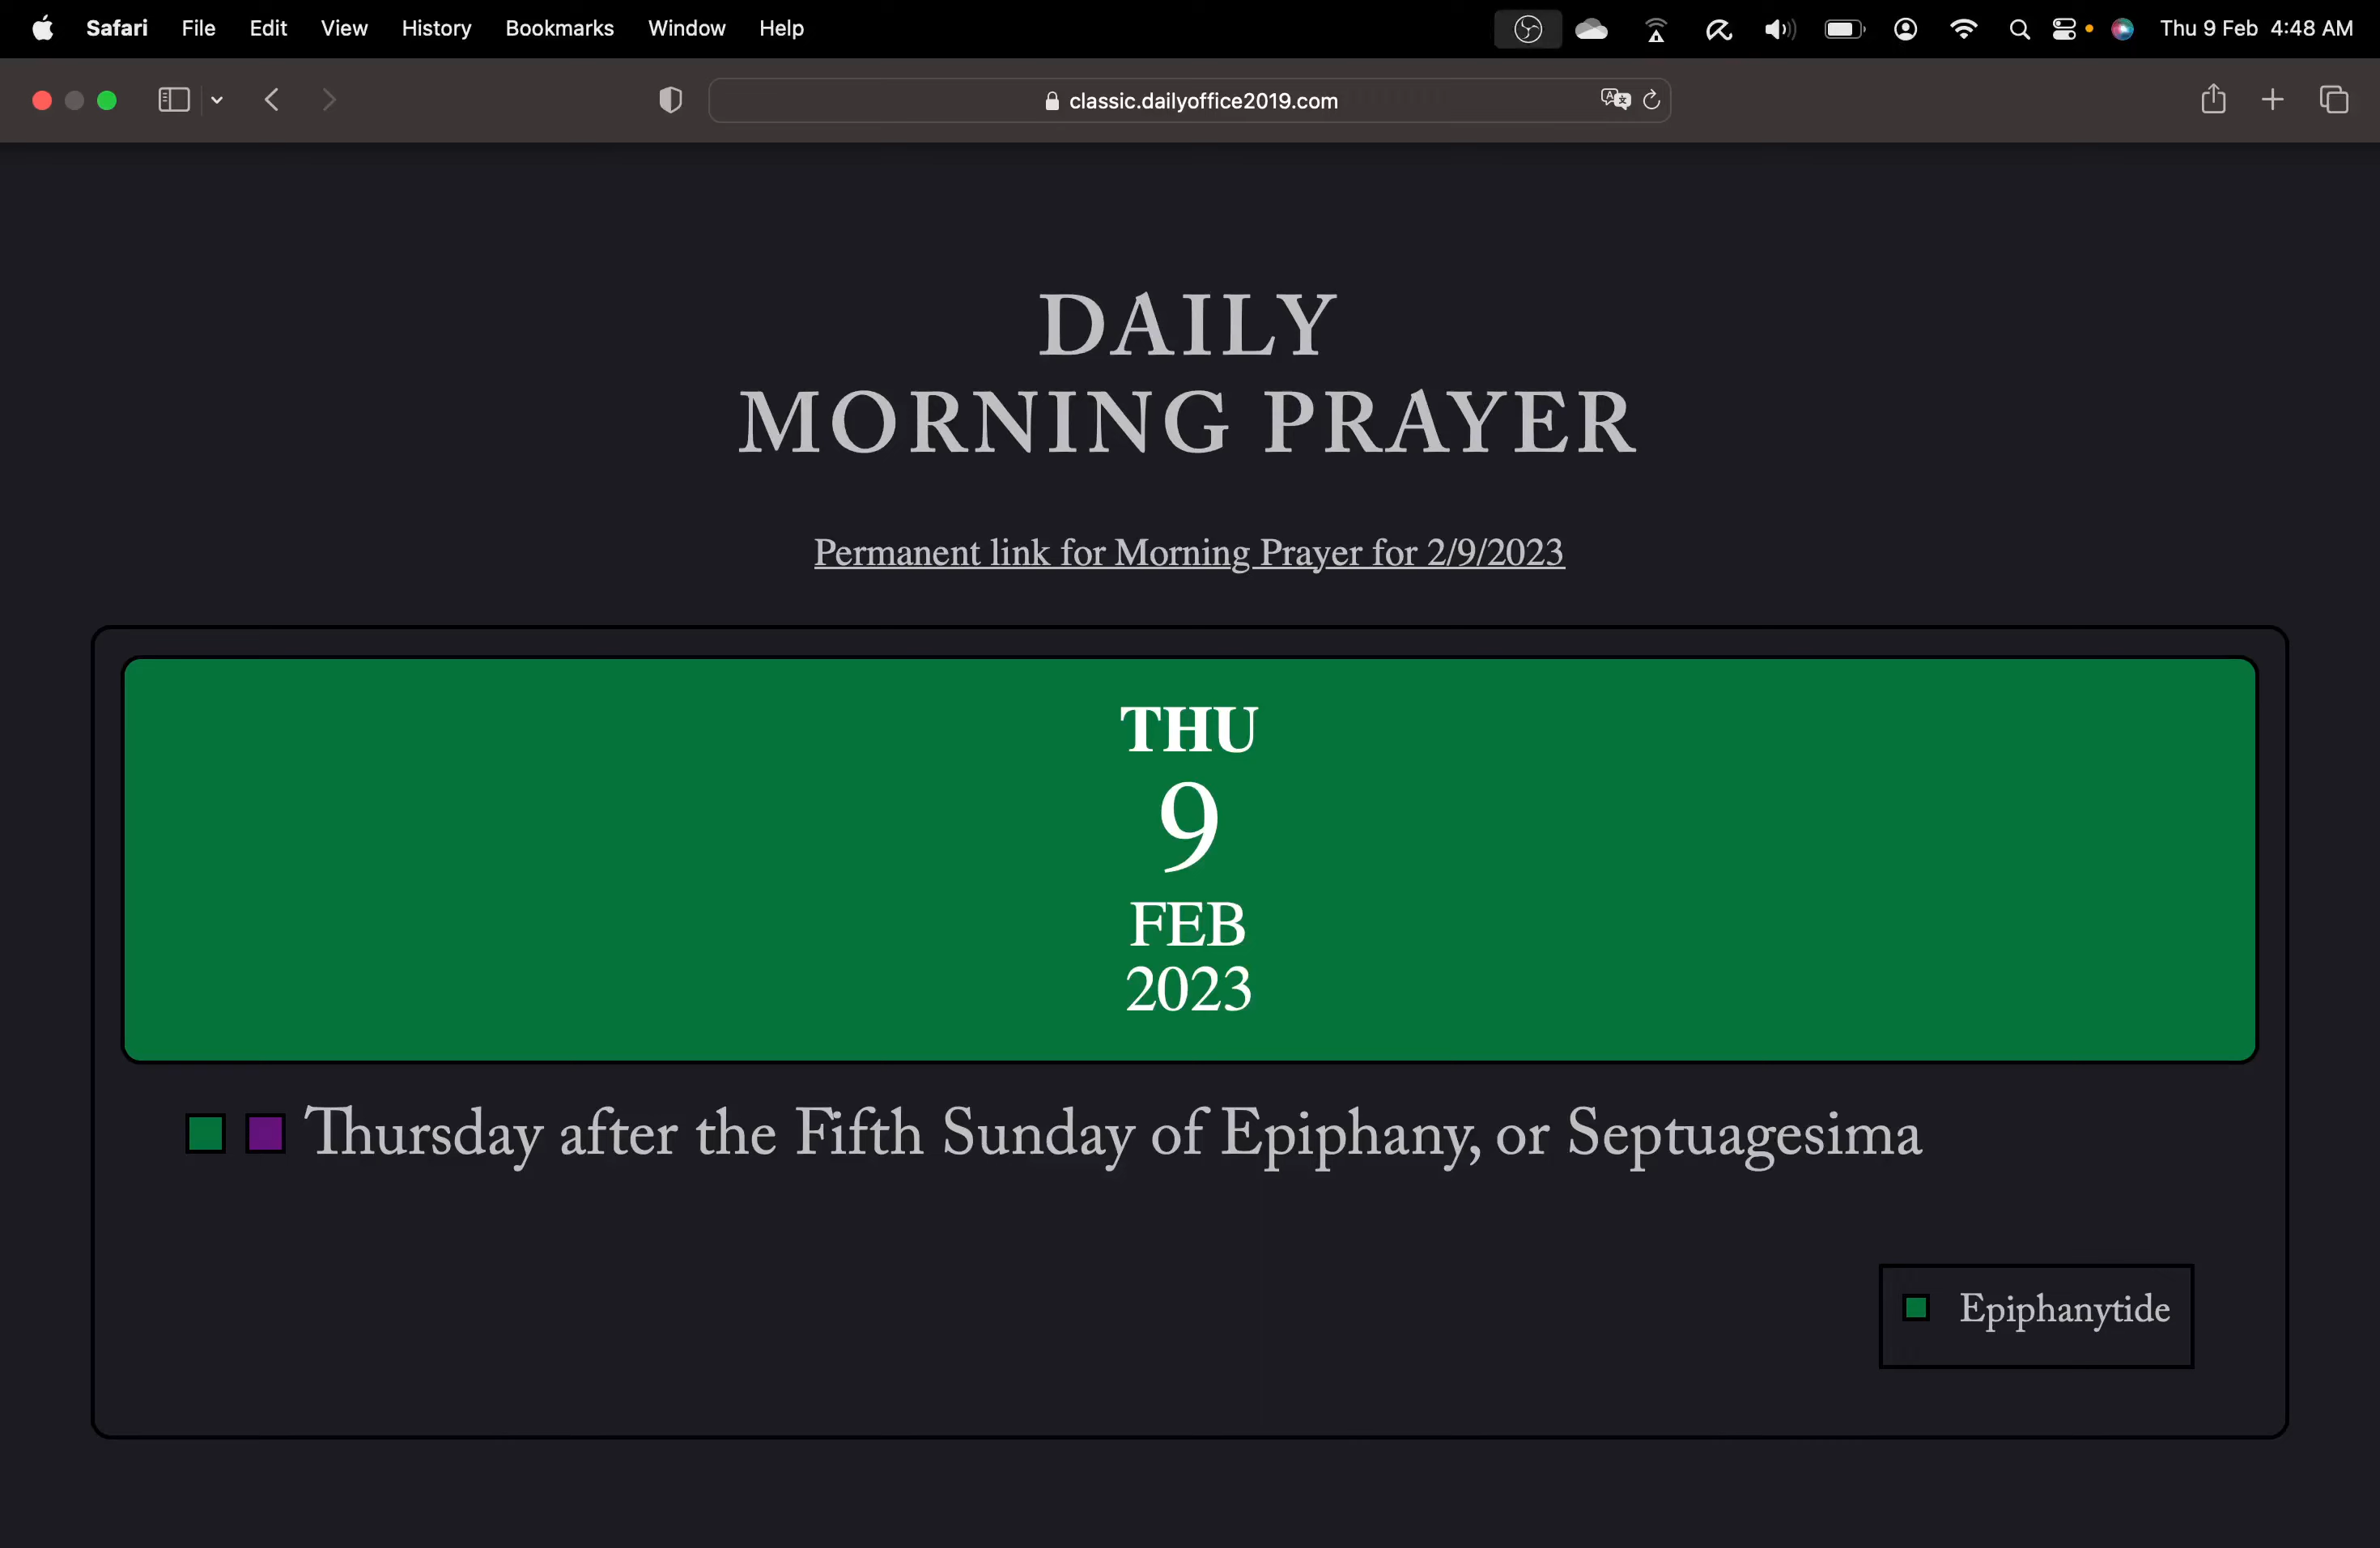 Safari File Edit View History Bookmarks Window Help Thu 9 Feb 4:48 AM
classic.dailyoffice2019.com
DAILY
MORNING PRAYER
Permanent link for Morning Prayer for 2/9/2023
THU
9
FEB
2023
Thursday after the Fifth Sunday of Epiphany, or Septuagesima
Epiphanytide